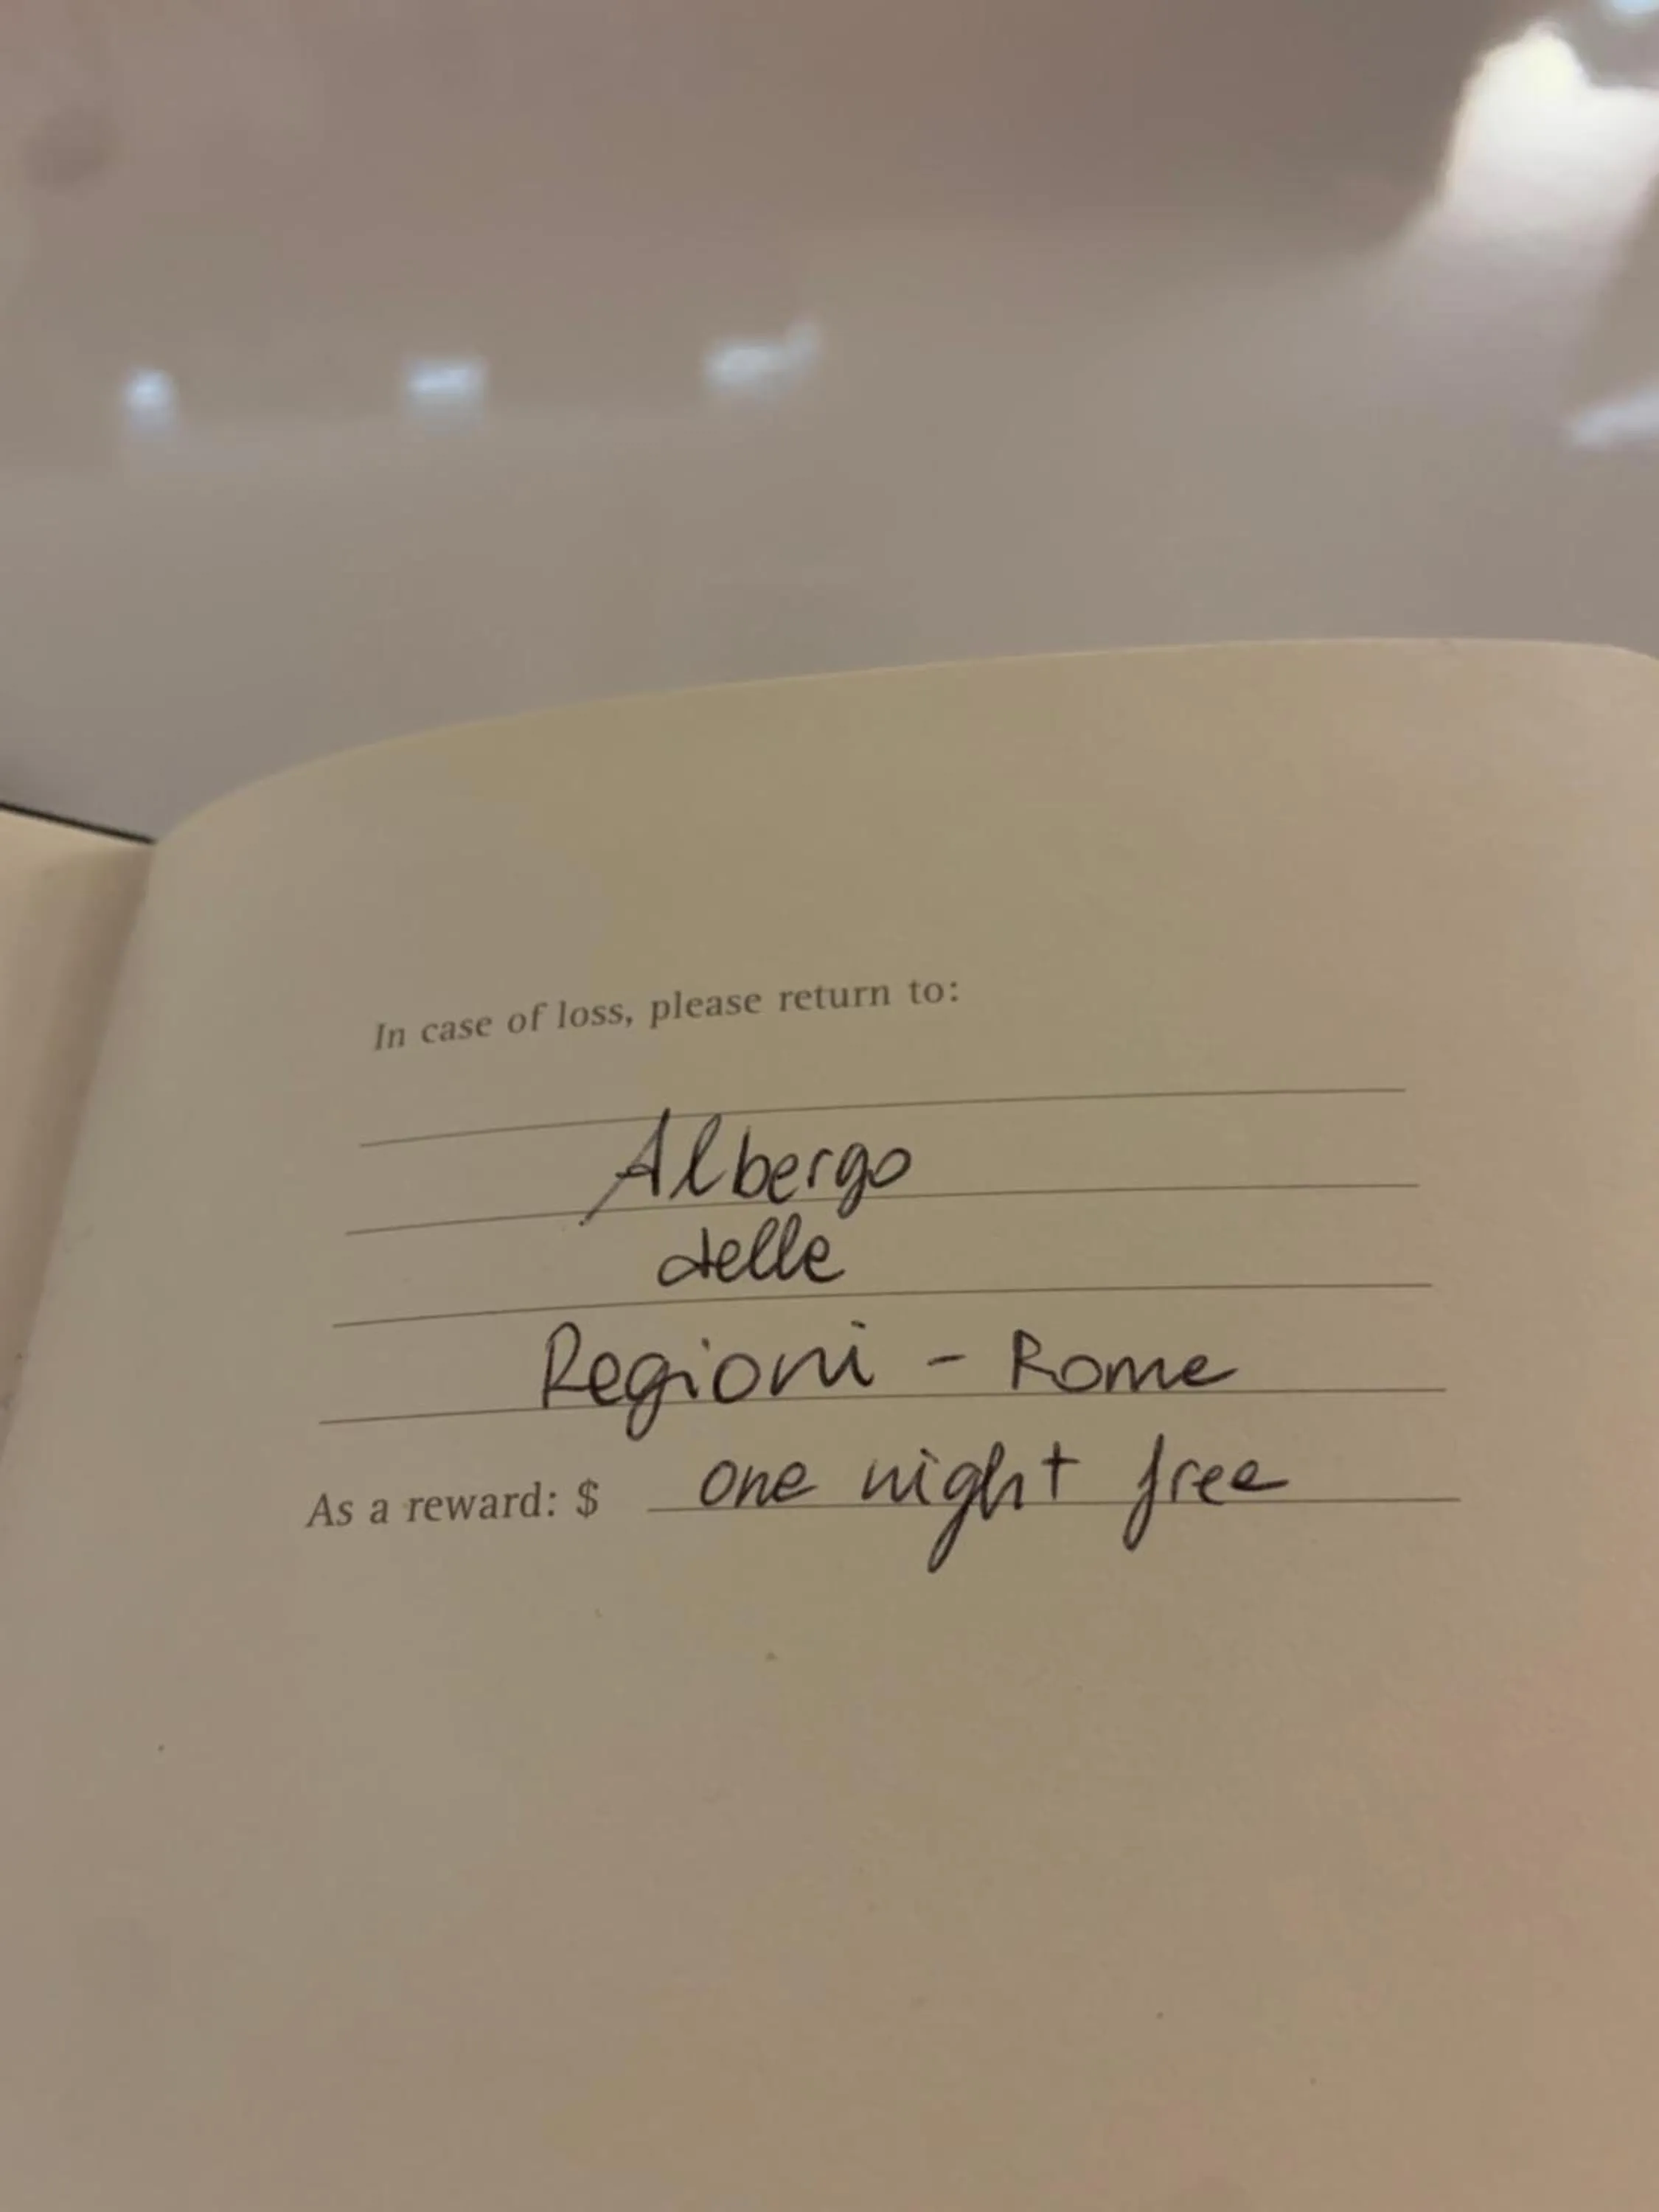 In case of loss, please return to:
Albergo
delle
Regioni - Rome
As a reward: $ one night free